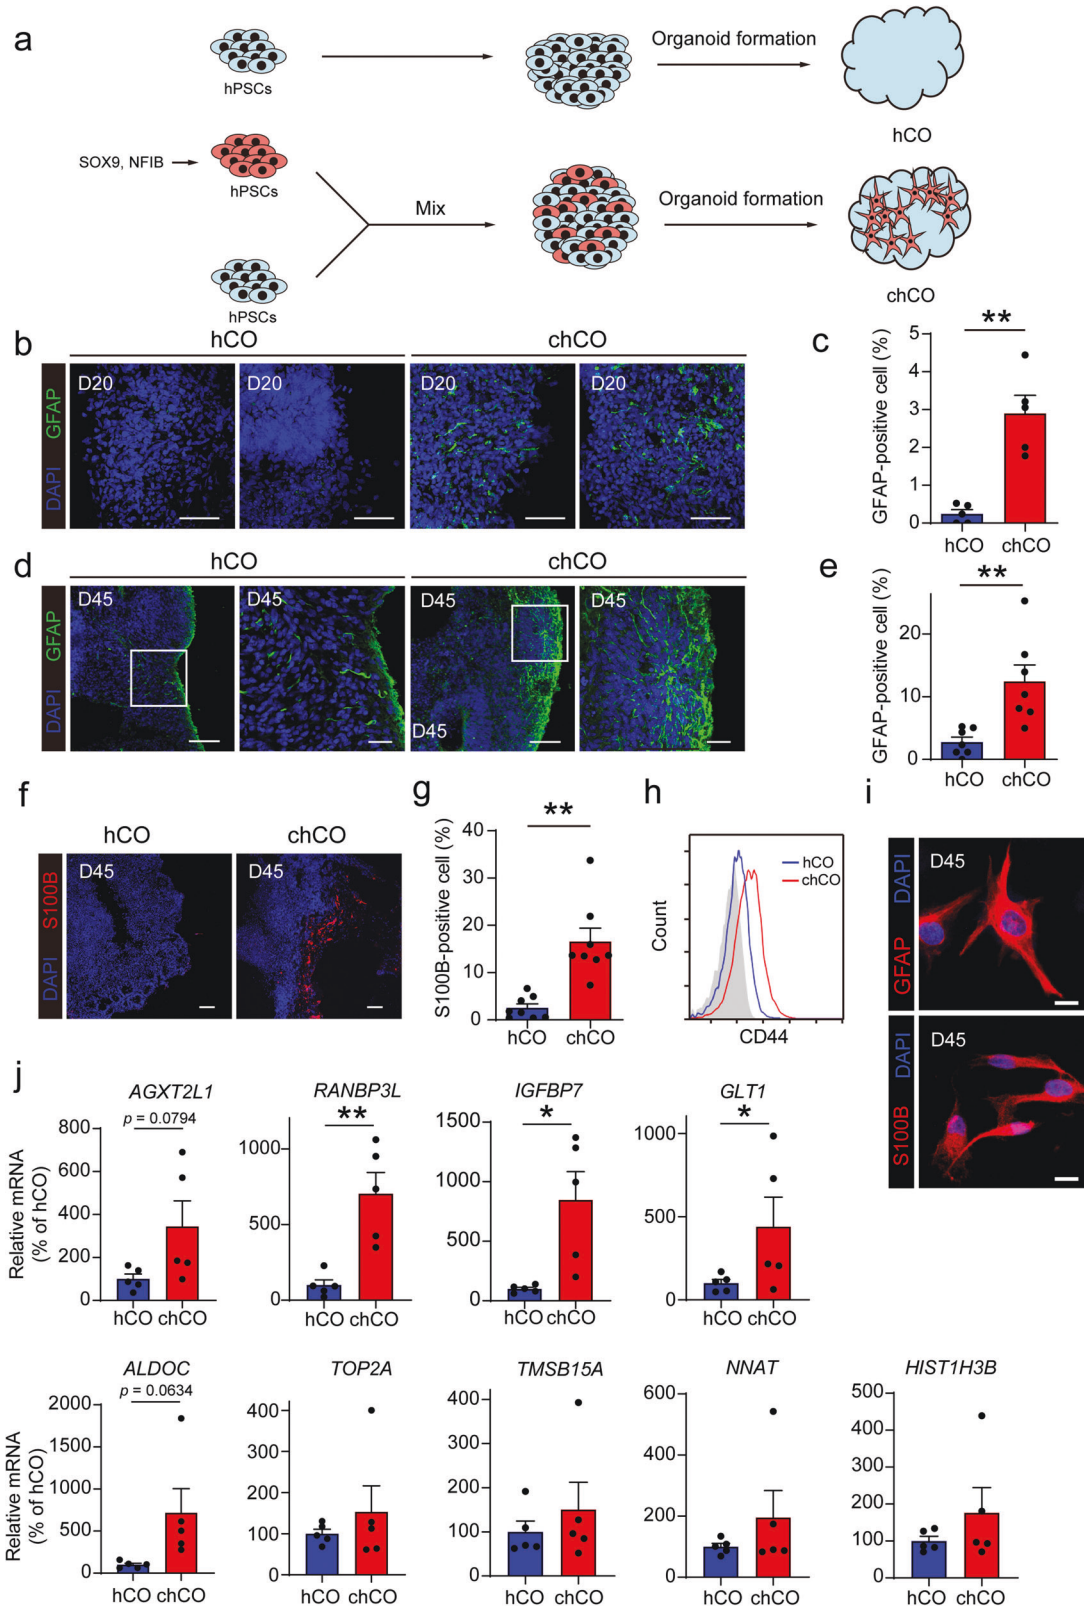 a
hPSCs
Organoid formation
hCO
SOX9, NFIB
hPSCs
Mix
Organoid formation
hPSCs
chCO
b
hCO
chCO
DAPI GFAP
D20
D20
D20
D20
c
GFAP-positive cell (%)
5
4
3
2
1
0
**
hCO chCO
d
hCO
chCO
DAPI GFAP
D45
D45
D45
D45
D45
e
GFAP-positive cell (%)
20
10
0
**
hCO chCO
f
hCO
chCO
DAPI S100B
D45
D45
g
S100B-positive cell (%)
40
30
20
10
0
**
hCO chCO
h
Count
hCO
chCO
CD44
i
GFAP DAPI
D45
S100B DAPI
D45
j
Relative mRNA
(% of hCO)
AGXT2L1
p = 0.0794
800
600
400
200
0
hCO chCO
RANBP3L
**
1000
500
0
hCO chCO
IGFBP7
*
1500
1000
500
0
hCO chCO
GLT1
*
1000
500
0
hCO chCO
Relative mRNA
(% of hCO)
ALDOC
p = 0.0634
2000
1500
1000
500
0
hCO chCO
TOP2A
400
300
200
100
0
hCO chCO
TMSB15A
400
300
200
100
0
hCO chCO
NNAT
600
400
200
0
hCO chCO
HIST1H3B
500
400
300
200
100
0
hCO chCO